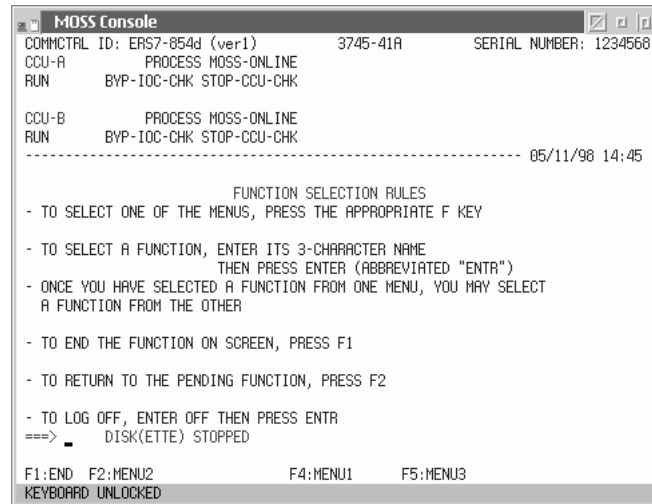 MOSS Console
COMMCTRL ID: ERS7-854d (ver1) 3745-41A SERIAL NUMBER: 1234568
CCU-A PROCESS MOSS-ONLINE
RUN BYP-IOC-CHK STOP-CCU-CHK
CCU-B PROCESS MOSS-ONLINE
RUN BYP-IOC-CHK STOP-CCU-CHK
--------------------------------------------------------------- 05/11/98 14:45
FUNCTION SELECTION RULES
- TO SELECT ONE OF THE MENUS, PRESS THE APPROPRIATE F KEY
- TO SELECT A FUNCTION, ENTER ITS 3-CHARACTER NAME
THEN PRESS ENTER (ABBREVIATED "ENTR")
- ONCE YOU HAVE SELECTED A FUNCTION FROM ONE MENU, YOU MAY SELECT
A FUNCTION FROM THE OTHER
- TO END THE FUNCTION ON SCREEN, PRESS F1
- TO RETURN TO THE PENDING FUNCTION, PRESS F2
- TO LOG OFF, ENTER OFF THEN PRESS ENTR
===> _ DISK(ETTE) STOPPED
F1:END F2:MENU2 F4:MENU1 F5:MENU3
KEYBOARD UNLOCKED